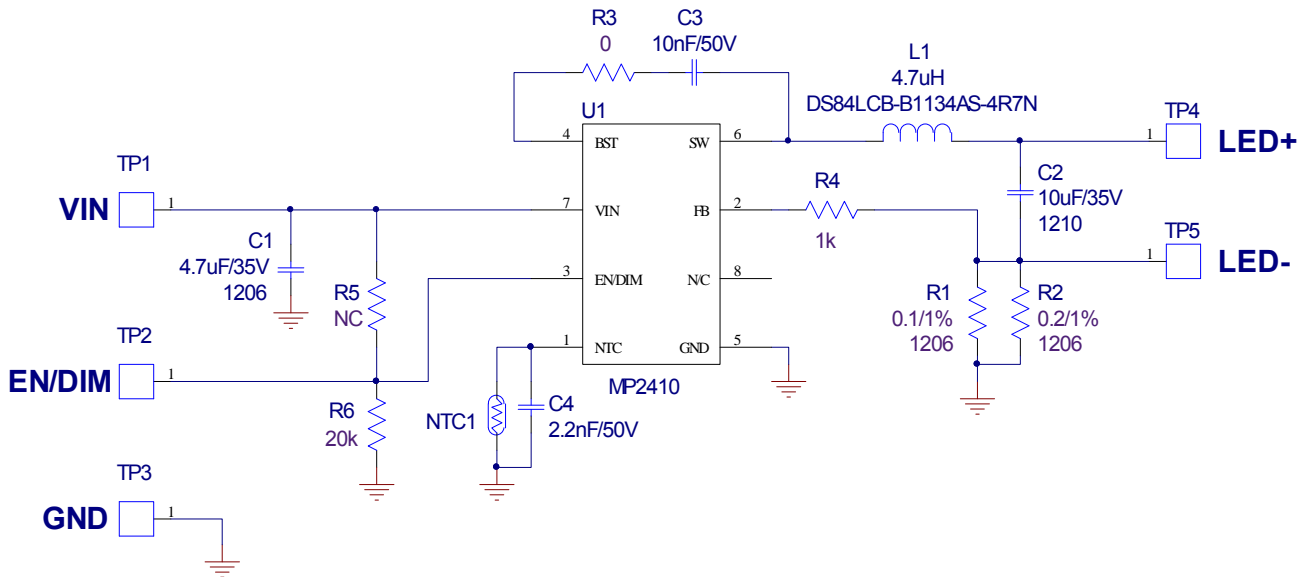 R3
0
C3
10nF/50V
L1
4.7uH
DS84LCB-B1134AS-4R7N
U1
4
BST
SW
6
TP4
1
LED+
TP1
VIN
1
7
VIN
FB
2
R4
1k
C2
10uF/35V
1210
C1
4.7uF/35V
1206
TP5
1
LED-
3
EN/DIM
N/C
8
R5
NC
R1
0.1/1%
1206
R2
0.2/1%
1206
TP2
EN/DIM
1
1
NTC
GND
5
MP2410
R6
20k
NTC1
C4
2.2nF/50V
TP3
GND
1